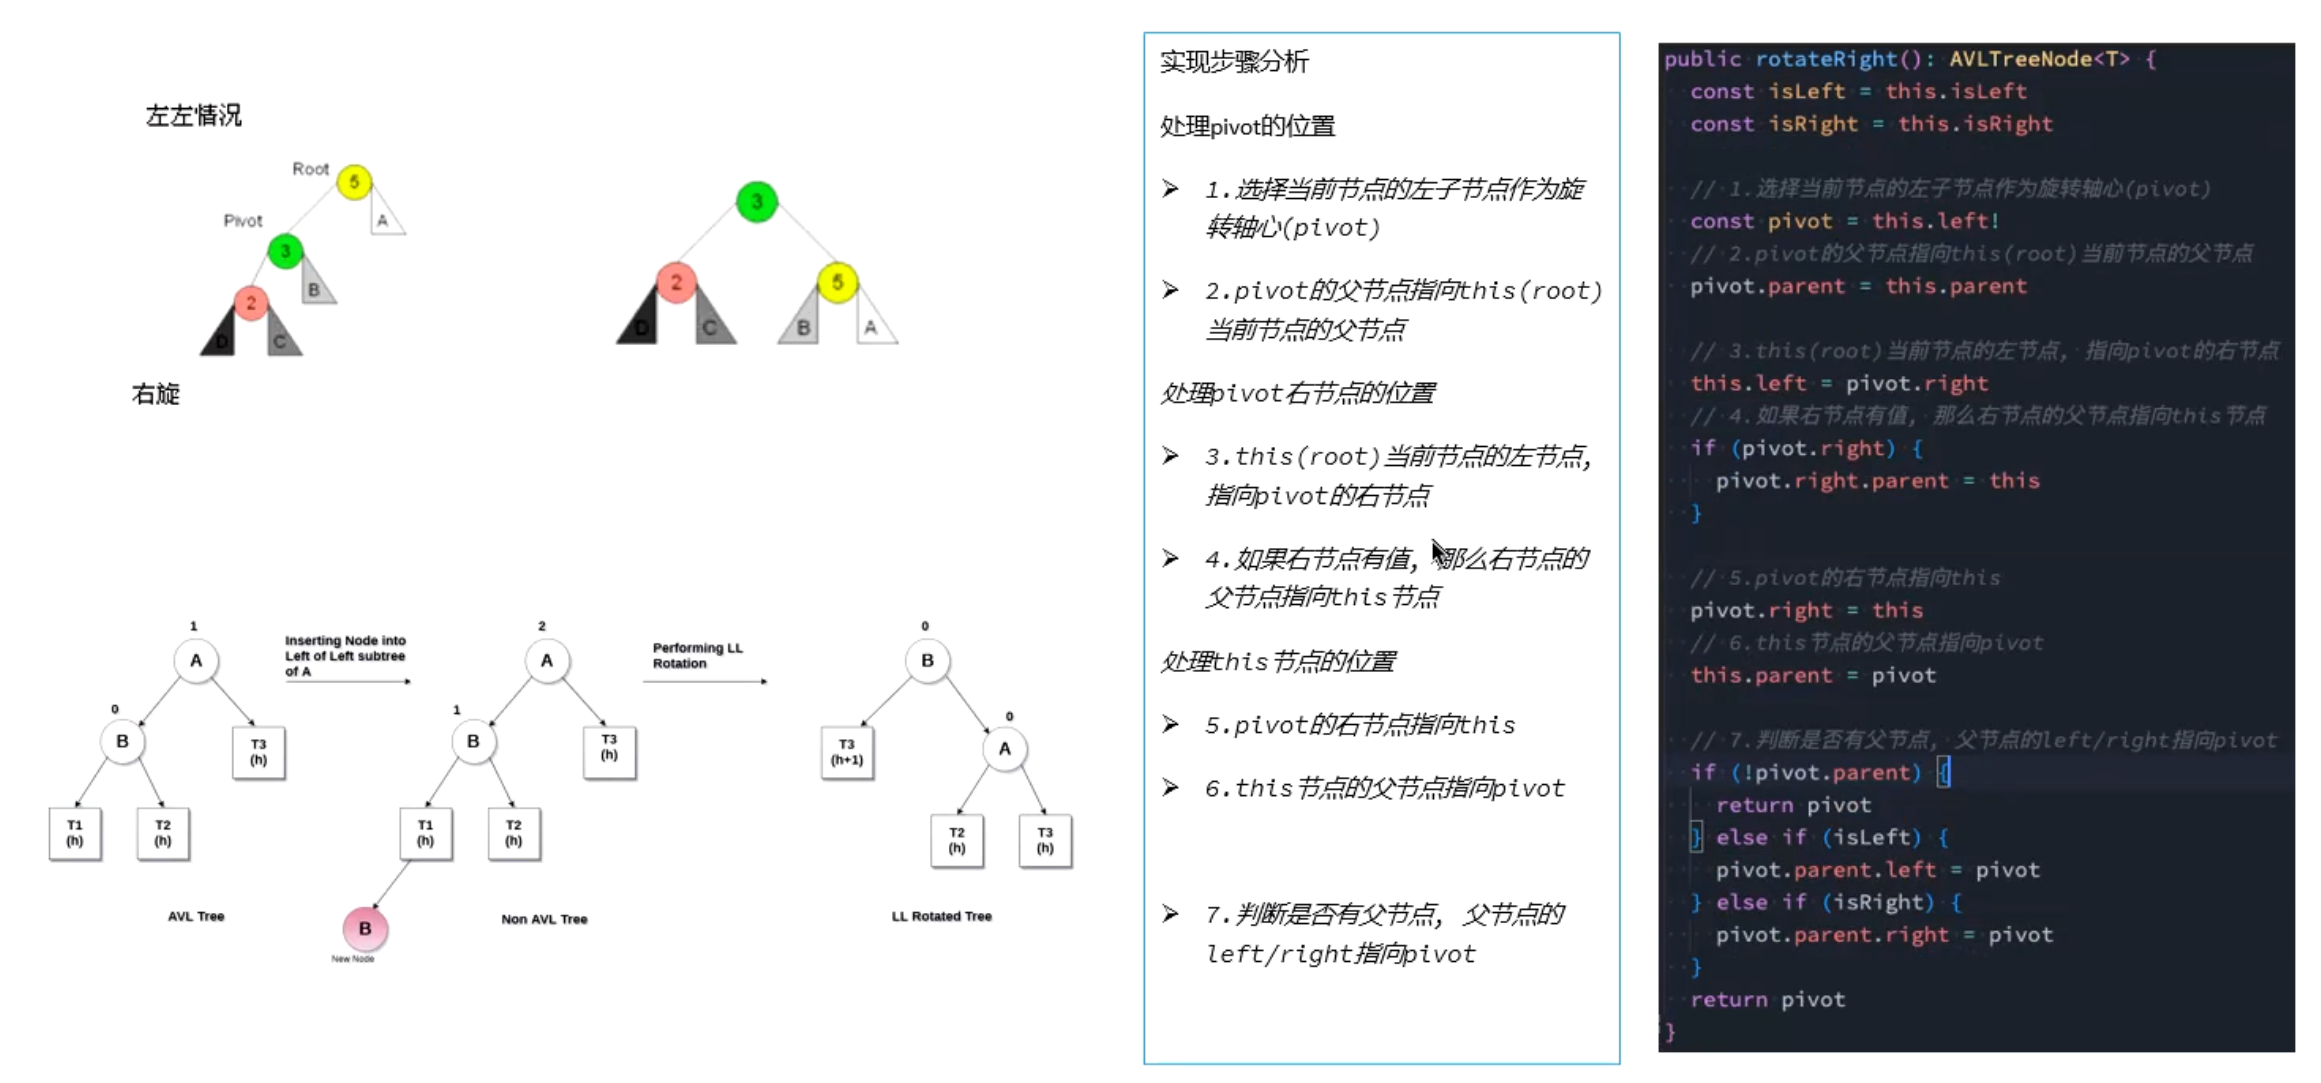 左左情况
Root
5
A
Pivot
3
B
2
D
C
右旋
3
2
5
D
C
B
A
1
A
0
B
T3
(h)
T1
(h)
T2
(h)
AVL Tree
Inserting Node into
Left of Left subtree
of A
2
A
1
B
T3
(h)
T1
(h)
T2
(h)
B
New Node
Non AVL Tree
Performing LL
Rotation
0
B
0
T3
(h+1)
A
T2
(h)
T3
(h)
LL Rotated Tree
实现步骤分析
处理pivot的位置
➢ 1.选择当前节点的左子节点作为旋
转轴心(pivot)
➢ 2.pivot的父节点指向this(root)
当前节点的父节点
处理pivot右节点的位置
➢ 3.this(root)当前节点的左节点,
指向pivot的右节点
➢ 4.如果右节点有值, 那么右节点的
父节点指向this节点
处理this节点的位置
➢ 5.pivot的右节点指向this
➢ 6.this节点的父节点指向pivot
➢ 7.判断是否有父节点, 父节点的
left/right指向pivot
public rotateRight(): AVLTreeNode<T> {
const isLeft = this.isLeft
const isRight = this.isRight
// 1.选择当前节点的左子节点作为旋转轴心(pivot)
const pivot = this.left!
// 2.pivot的父节点指向this(root)当前节点的父节点
pivot.parent = this.parent
// 3.this(root)当前节点的左节点, 指向pivot的右节点
this.left = pivot.right
// 4.如果右节点有值, 那么右节点的父节点指向this节点
if (pivot.right) {
pivot.right.parent = this
}
// 5.pivot的右节点指向this
pivot.right = this
// 6.this节点的父节点指向pivot
this.parent = pivot
// 7.判断是否有父节点, 父节点的left/right指向pivot
if (!pivot.parent) {
return pivot
} else if (isLeft) {
pivot.parent.left = pivot
} else if (isRight) {
pivot.parent.right = pivot
}
return pivot
}